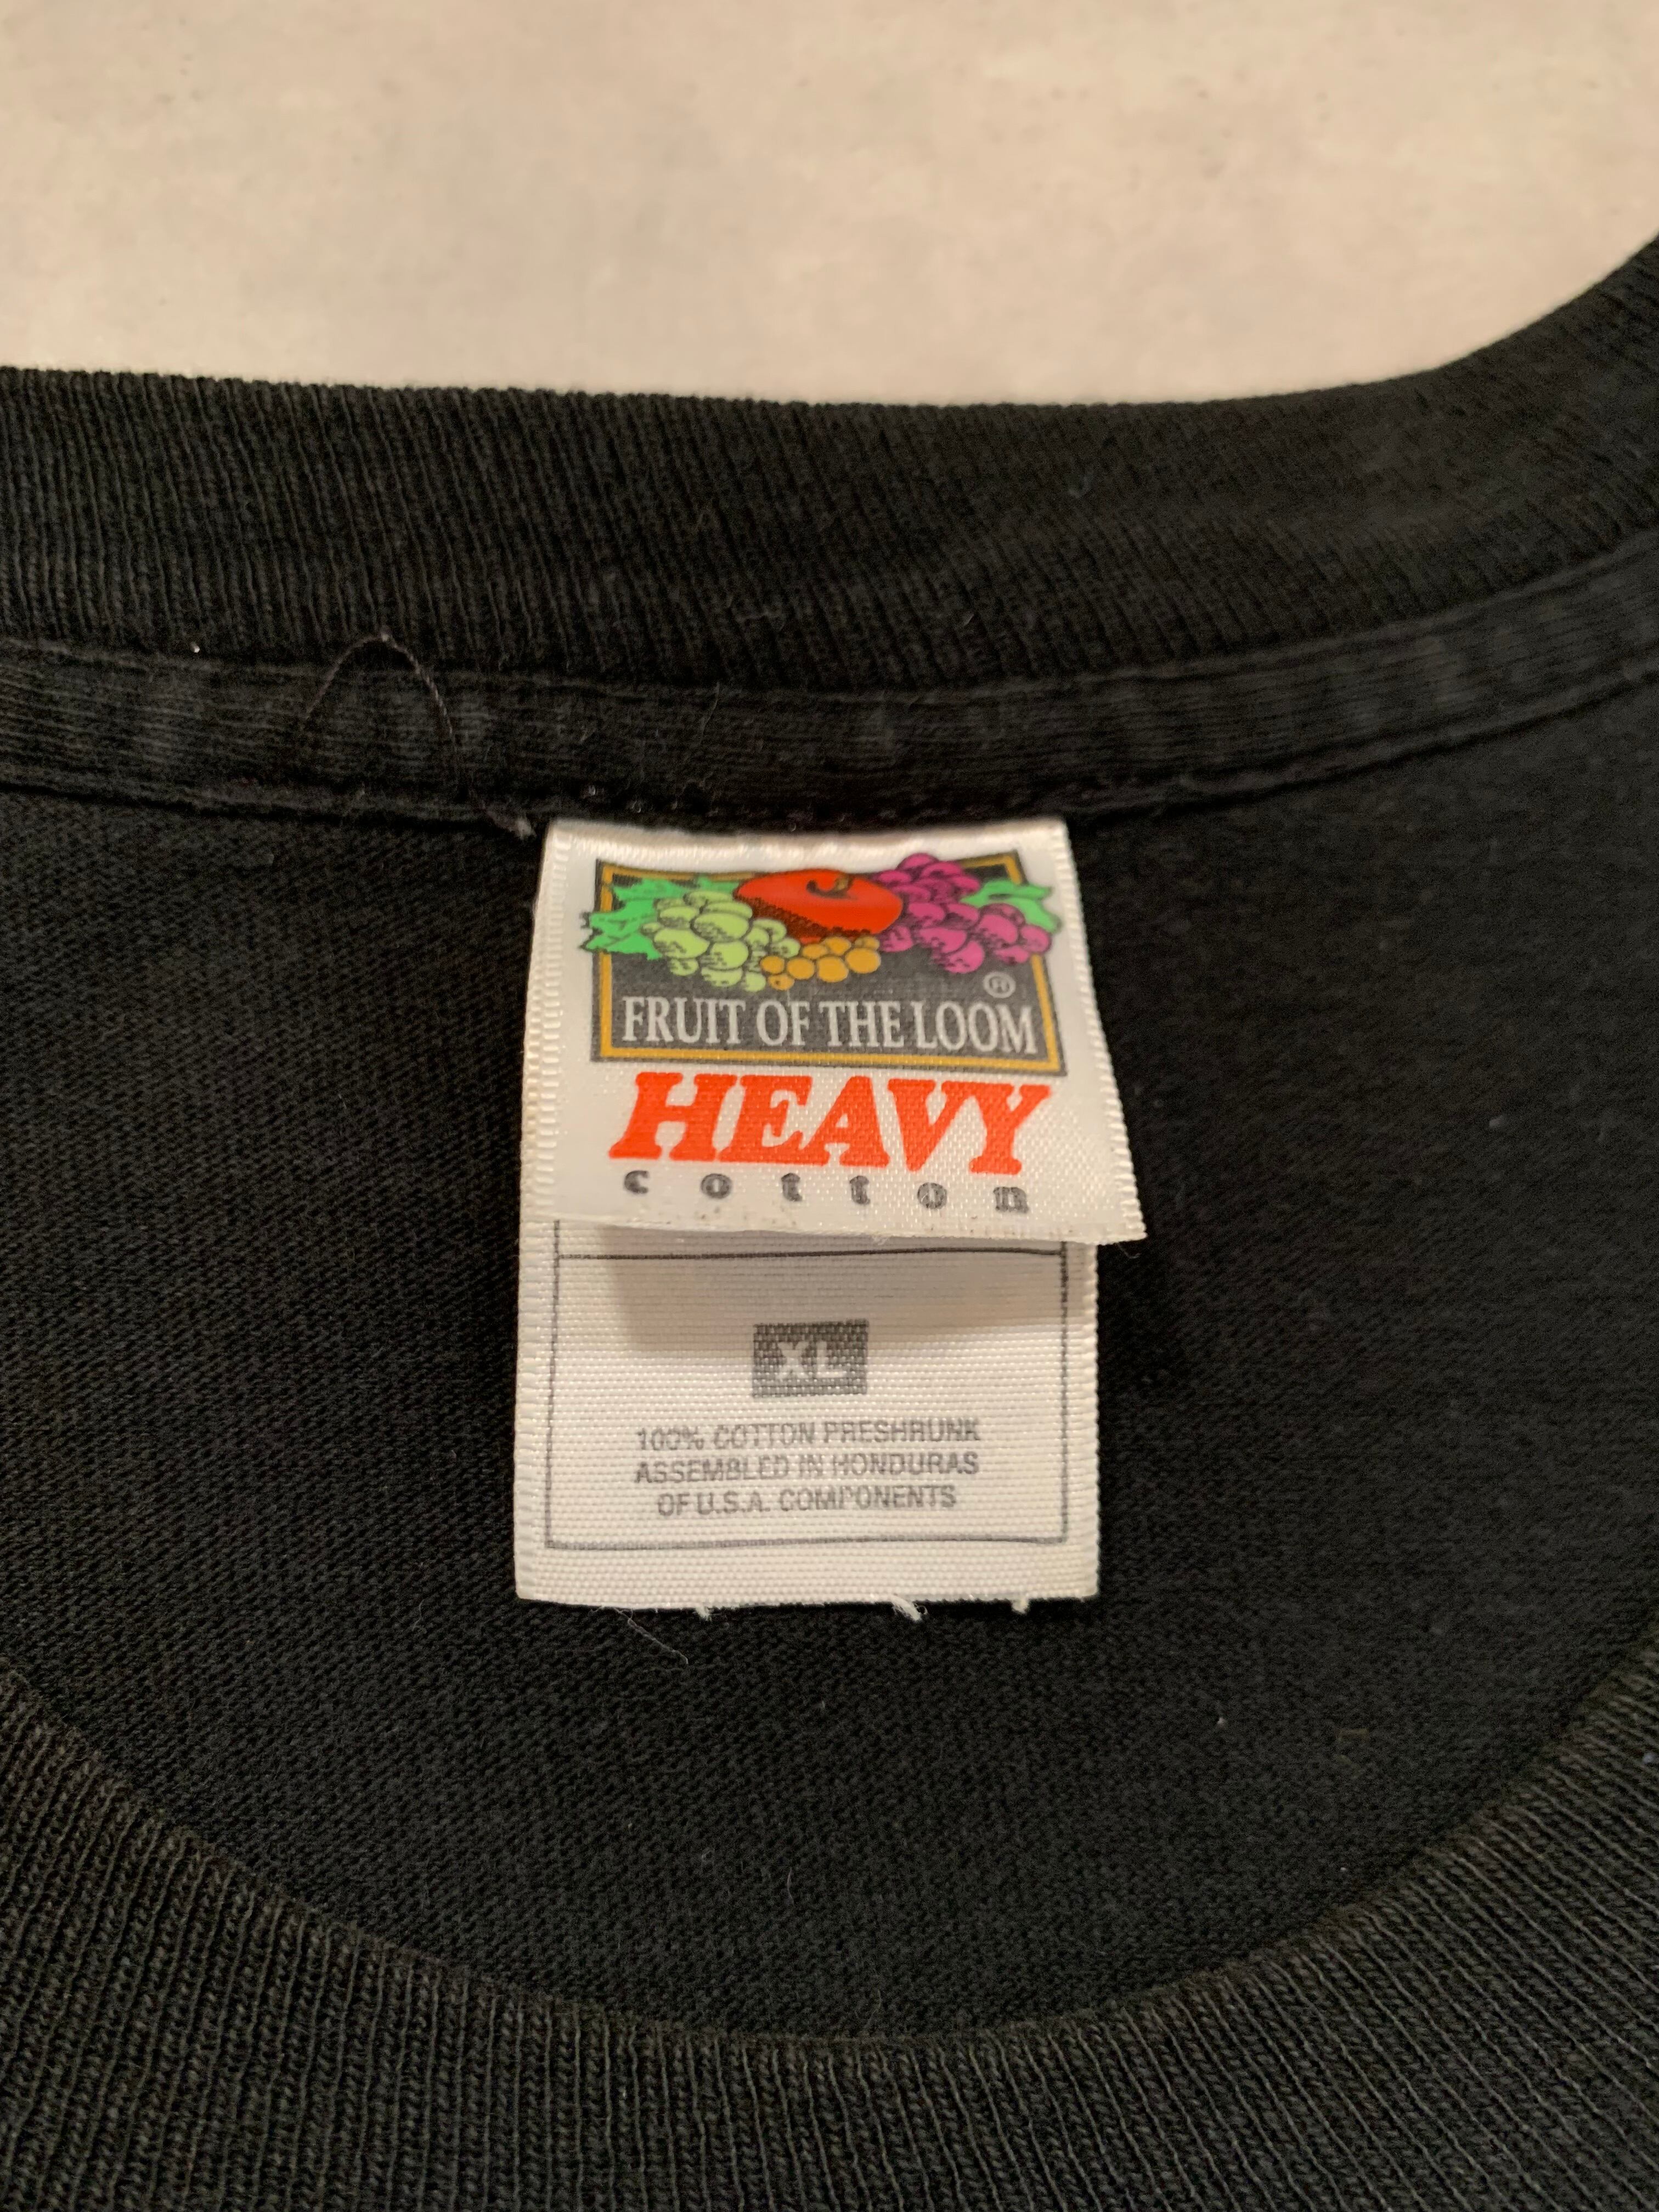 FRUIT OF THE LOOM ®
HEAVY
cotton
XL
100% COTTON PRESHRUNK
ASSEMBLED IN HONDURAS
OF U.S.A. COMPONENTS